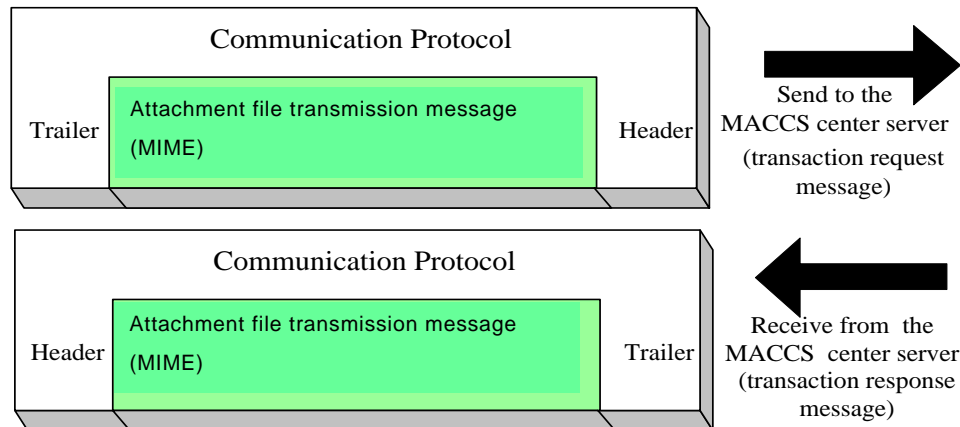 Communication Protocol
Trailer
Attachment file transmission message
(MIME)
Header
Send to the
MACCS center server
(transaction request
message)
Communication Protocol
Header
Attachment file transmission message
(MIME)
Trailer
Receive from the
MACCS center server
(transaction response
message)